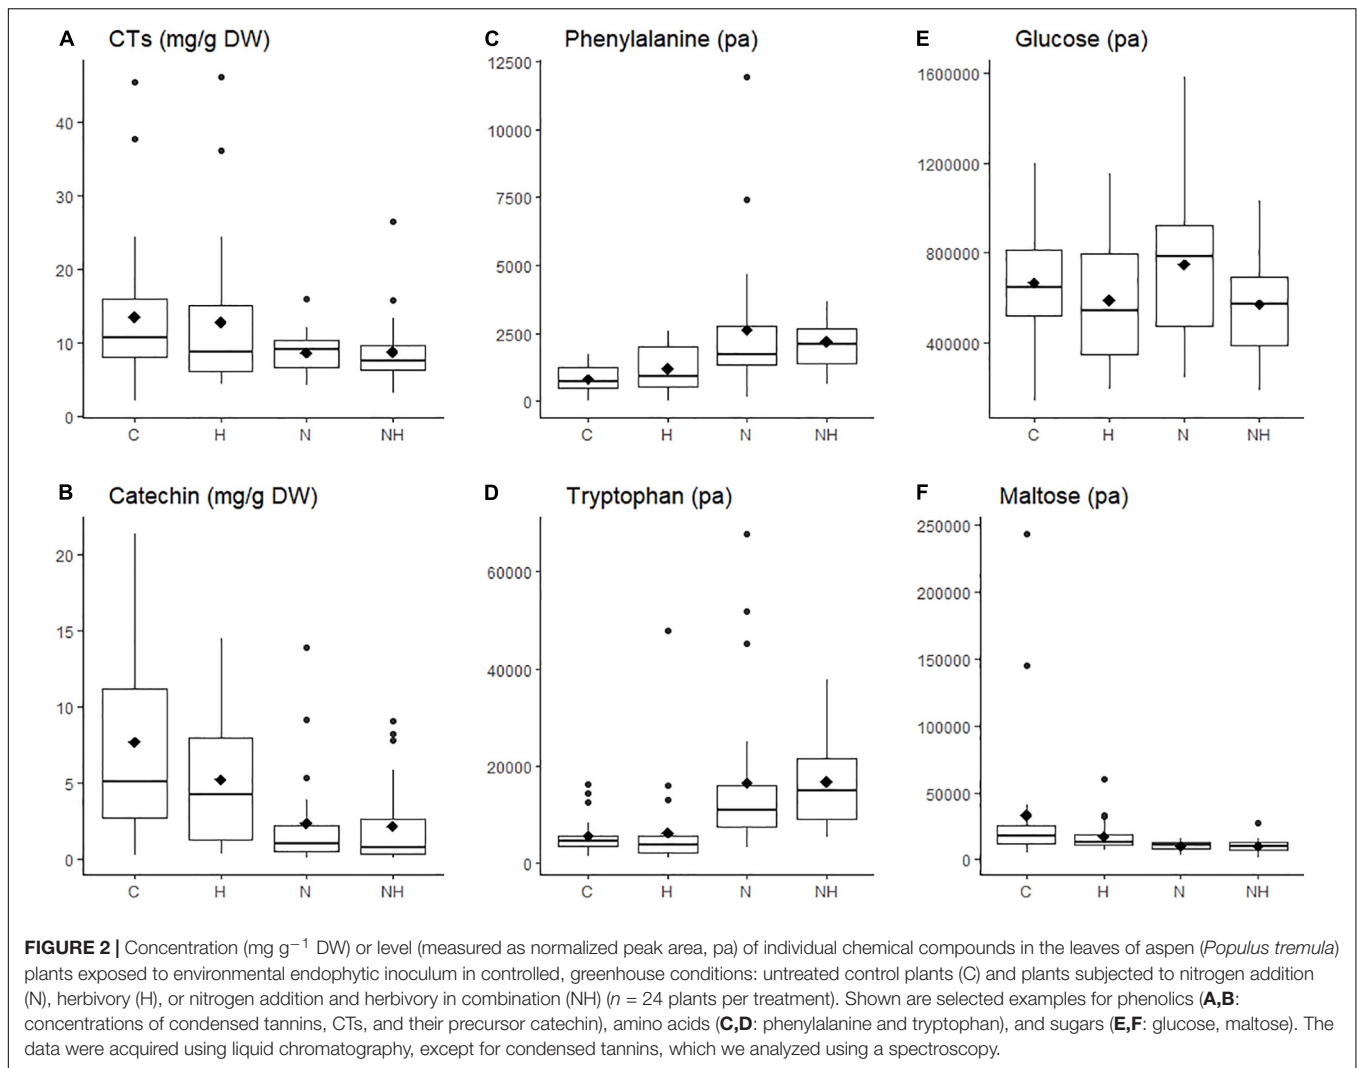 A CTs (mg/g DW)
40
30
20
10
0
C H N NH
C Phenylalanine (pa)
12500
10000
7500
5000
2500
0
C H N NH
E Glucose (pa)
1600000
1200000
800000
400000
C H N NH
B Catechin (mg/g DW)
20
15
10
5
0
C H N NH
D Tryptophan (pa)
60000
40000
20000
0
C H N NH
F Maltose (pa)
250000
200000
150000
100000
50000
0
C H N NH
FIGURE 2 | Concentration (mg g−1 DW) or level (measured as normalized peak area, pa) of individual chemical compounds in the leaves of aspen (Populus tremula)
plants exposed to environmental endophytic inoculum in controlled, greenhouse conditions: untreated control plants (C) and plants subjected to nitrogen addition
(N), herbivory (H), or nitrogen addition and herbivory in combination (NH) (n = 24 plants per treatment). Shown are selected examples for phenolics (A,B:
concentrations of condensed tannins, CTs, and their precursor catechin), amino acids (C,D: phenylalanine and tryptophan), and sugars (E,F: glucose, maltose). The
data were acquired using liquid chromatography, except for condensed tannins, which we analyzed using a spectroscopy.